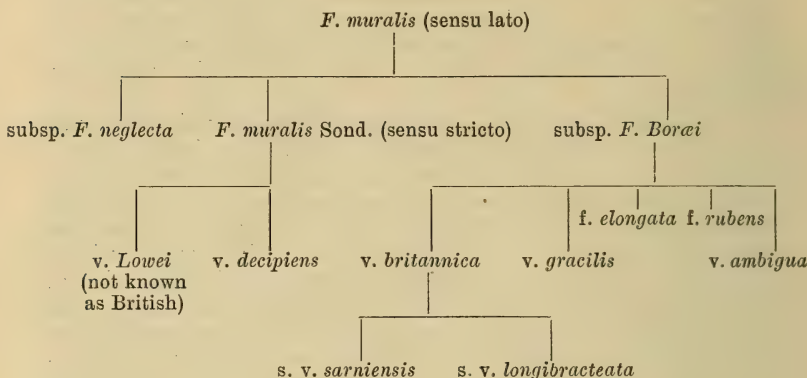 F. muralis (sensu lato)
subsp. F. neglecta F. muralis Sond. (sensu stricto) subsp. F. Boræi
f. elongata f. rubens
v. Lowei v. decipiens v. britannica v. gracilis v. ambigua
(not known
as British)
s. v. sarniensis s. v. longibracteata